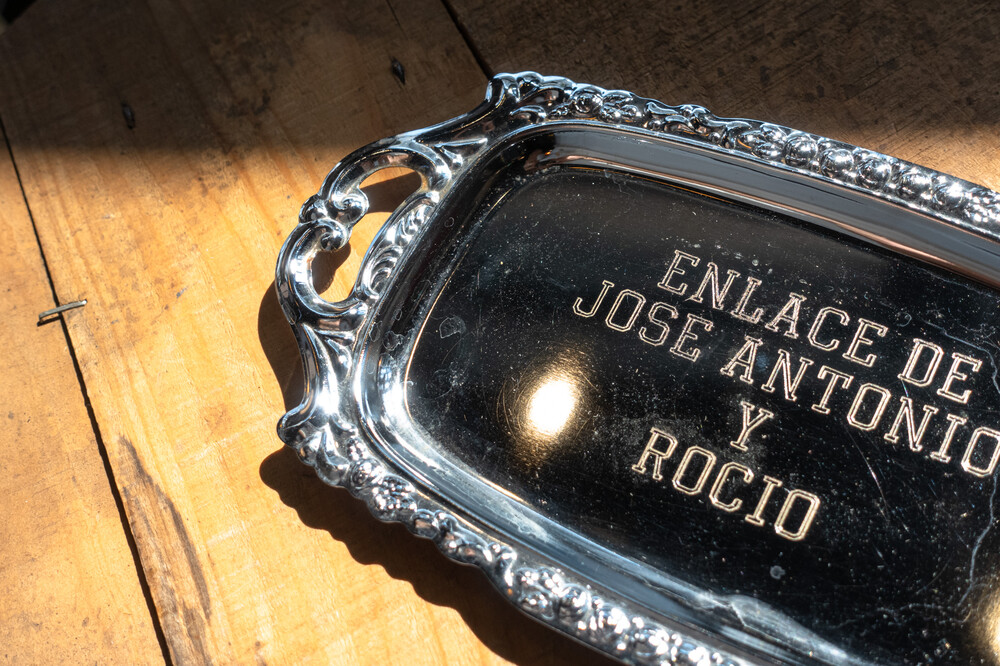 ENLACE DE
JOSE ANTONIO
Y
ROCIO